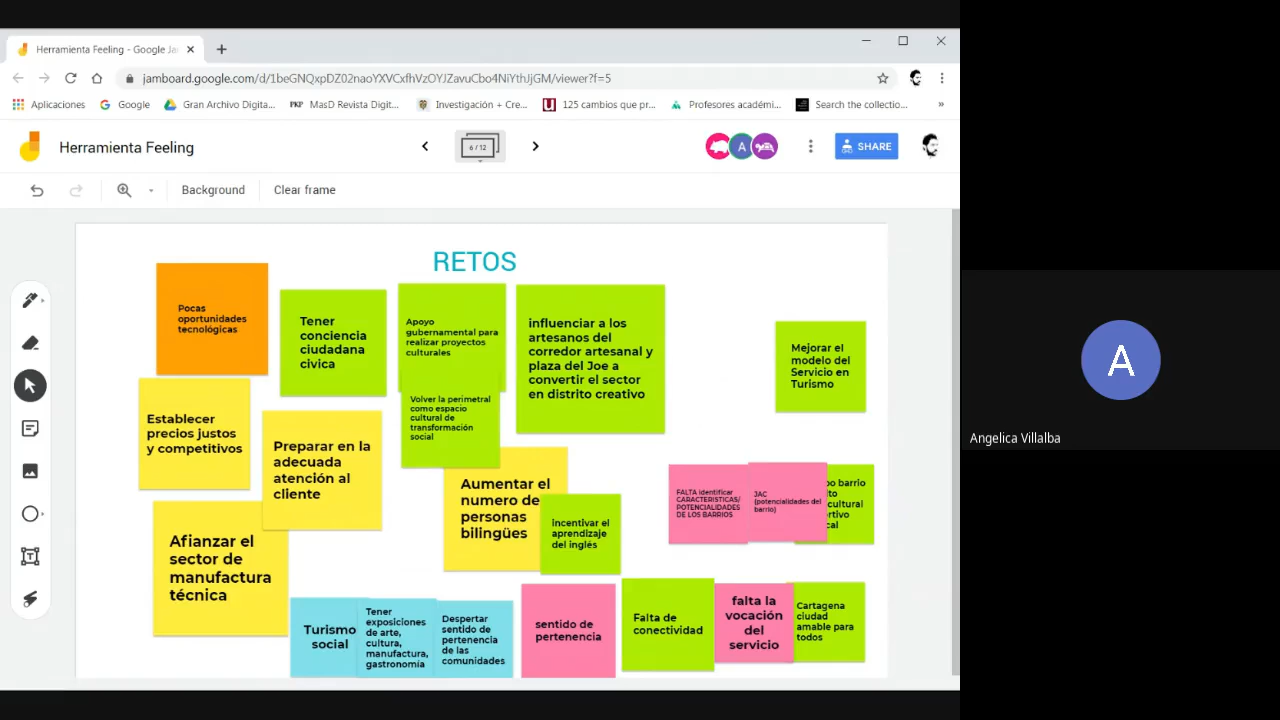 Herramienta Feeling - Google Ja
jamboard.google.com/d/1beGNQxpDZ02naoYXVCxfhVzOYJZavuCbo4NiYthJjGM/viewer?f=5
Aplicaciones
Google
Gran Archivo Digita...
PKP
MasD Revista Digit...
Investigación + Cre...
125 cambios que pr...
Profesores académi...
Search the collectio...
»
Herramienta Feeling
6 / 12
A
SHARE
Background
Clear frame
RETOS
Pocas
oportunidades
tecnológicas
Tener
conciencia
ciudadana
civica
Apoyo
gubernamental para
realizar proyectos
culturales
influenciar a los
artesanos del
corredor artesanal y
plaza del Joe a
convertir el sector
en distrito creativo
Mejorar el
modelo del
Servicio en
Turismo
Establecer
precios justos
y competitivos
Preparar en la
adecuada
atención al
cliente
Volver la perimetral
como espacio
cultural de
transformación
social
Aumentar el
numero de
personas
bilingües
incentivar el
aprendizaje
del inglés
FALTA identificar
CARACTERISTICAS/
POTENCIALIDADES
DE LOS BARRIOS
JAC
(potencialidades del
barrio)
barrio
cultural
Afianzar el
sector de
manufactura
técnica
Turismo
social
Tener
exposiciones
de arte,
cultura,
manufactura,
gastronomía
Despertar
sentido de
pertenencia
de las
comunidades
sentido de
pertenencia
Falta de
conectividad
falta la
vocación
del
servicio
Cartagena
ciudad
amable para
todos
A
Angelica Villalba